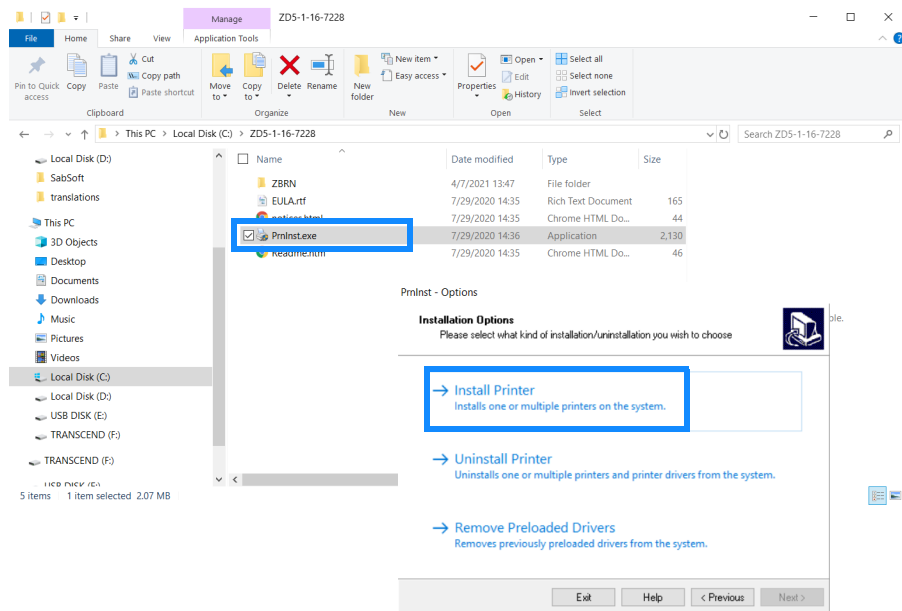 Manage
ZD5-1-16-7228
File
Home
Share
View
Application Tools
Pin to Quick access
Copy
Paste
Cut
Copy path
Paste shortcut
Clipboard
Move to
Copy to
Delete
Rename
Organize
New folder
New item
Easy access
New
Properties
Open
Edit
History
Open
Select all
Select none
Invert selection
Select
This PC > Local Disk (C:) > ZD5-1-16-7228
Search ZD5-1-16-7228
Local Disk (D:)
SabSoft
translations
This PC
3D Objects
Desktop
Documents
Downloads
Music
Pictures
Videos
Local Disk (C:)
Local Disk (D:)
USB DISK (E:)
TRANSCEND (F:)
TRANSCEND (F:)
USB DISK (E:)
Name Date modified Type Size
ZBRN 4/7/2021 13:47 File folder
EULA.rtf 7/29/2020 14:35 Rich Text Document 165
notices.html 7/29/2020 14:35 Chrome HTML Do... 44
PrnInst.exe 7/29/2020 14:36 Application 2,130
Readme.htm 7/29/2020 14:35 Chrome HTML Do... 46
5 items 1 item selected 2.07 MB
PrnInst - Options
Installation Options
Please select what kind of installation/uninstallation you wish to choose
Install Printer
Installs one or multiple printers on the system.
Uninstall Printer
Uninstalls one or multiple printers and printer drivers from the system.
Remove Preloaded Drivers
Removes previously preloaded drivers from the system.
Exit
Help
< Previous
Next >